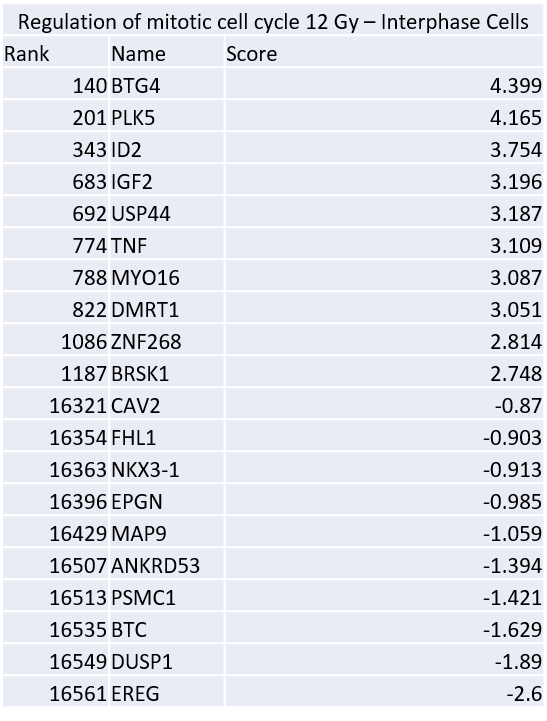 Regulation of mitotic cell cycle 12 Gy – Interphase Cells
Rank Name Score
140 BTG4 4.399
201 PLK5 4.165
343 ID2 3.754
683 IGF2 3.196
692 USP44 3.187
774 TNF 3.109
788 MYO16 3.087
822 DMRT1 3.051
1086 ZNF268 2.814
1187 BRSK1 2.748
16321 CAV2 -0.87
16354 FHL1 -0.903
16363 NKX3-1 -0.913
16396 EPGN -0.985
16429 MAP9 -1.059
16507 ANKRD53 -1.394
16513 PSMC1 -1.421
16535 BTC -1.629
16549 DUSP1 -1.89
16561 EREG -2.6